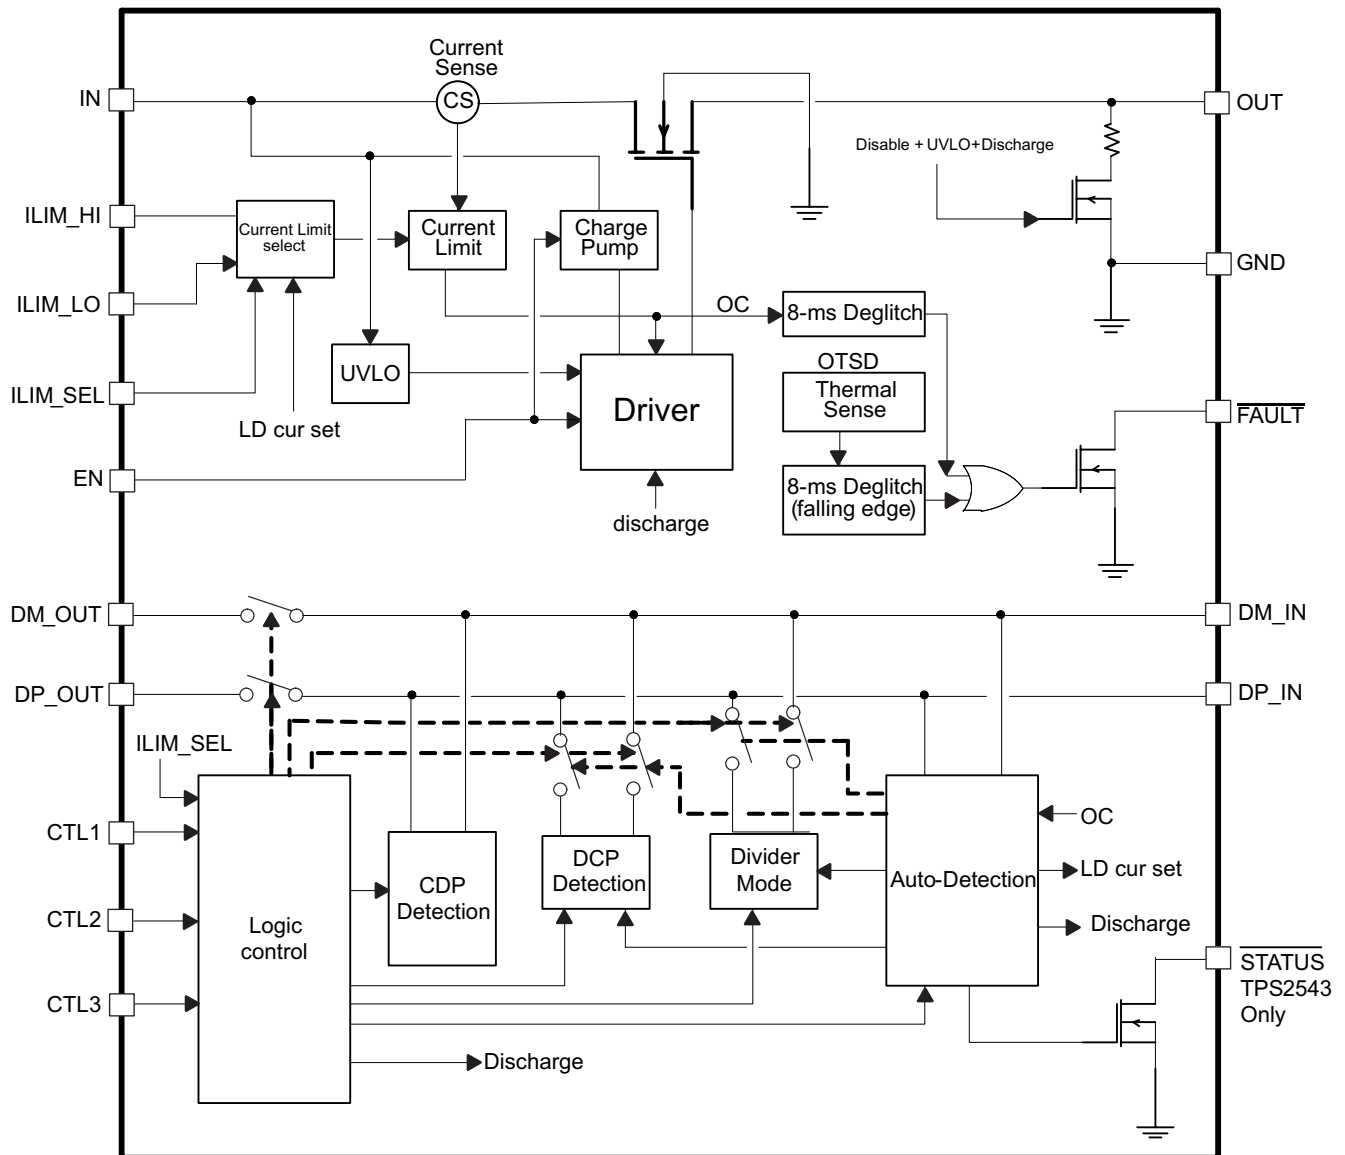 Current
Sense
IN
CS
OUT
Disable + UVLO+Discharge
ILIM_HI
Current Limit
select
Current
Limit
Charge
Pump
GND
ILIM_LO
OC
8-ms Deglitch
UVLO
OTSD
Thermal
Sense
ILIM_SEL
LD cur set
Driver
FAULT
EN
8-ms Deglitch
(falling edge)
discharge
DM_OUT
DM_IN
DP_OUT
DP_IN
ILIM_SEL
CTL1
OC
DCP
Detection
Divider
Mode
Auto-Detection
LD cur set
CDP
Detection
CTL2
Logic
control
Discharge
STATUS
TPS2543
Only
CTL3
Discharge